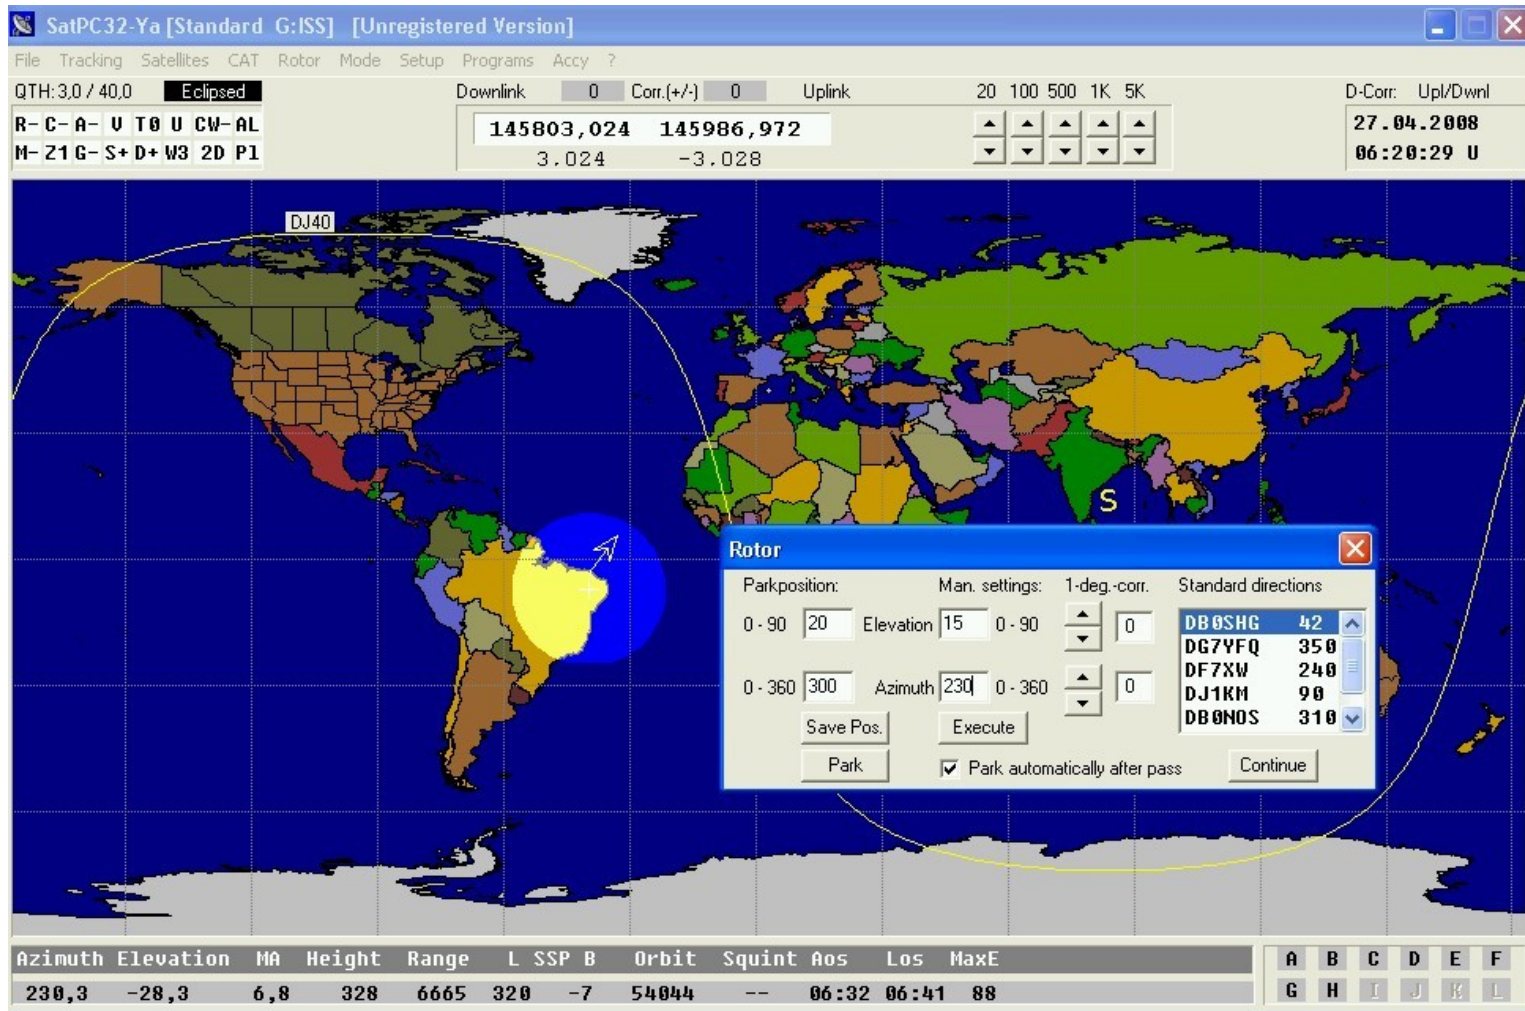 SatPC32-Ya [Standard G:ISS] [Unregistered Version]
File Tracking Satellites CAT Rotor Mode Setup Programs Accy ?
QTH: 3,0 / 40,0 Eclipsed Downlink 0 Corr.(+/-) 0 Uplink 20 100 500 1K 5K D-Corr: Upl/Dwnl
R- C- A- V T0 U CW- AL 145803,024 145986,972 27.04.2008
M- Z1 G- S+ D+ W3 2D P1 3.024 -3.028 06:20:29 U
DJ40
S
Rotor
Parkposition: Man. settings: 1-deg.-corr. Standard directions
0 - 90 20 Elevation 15 0 - 90 0
DB0SHG 42
DG7YFQ 350
DF7XW 240
DJ1KM 90
DB0NOS 310
0 - 360 300 Azimuth 230 0 - 360 0
Save Pos. Execute
Park Park automatically after pass Continue
Azimuth Elevation MA Height Range L SSP B Orbit Squint Aos Los MaxE A B C D E F
230,3 -28,3 6,8 328 6665 320 -7 54044 -- 06:32 06:41 88 G H I J K L